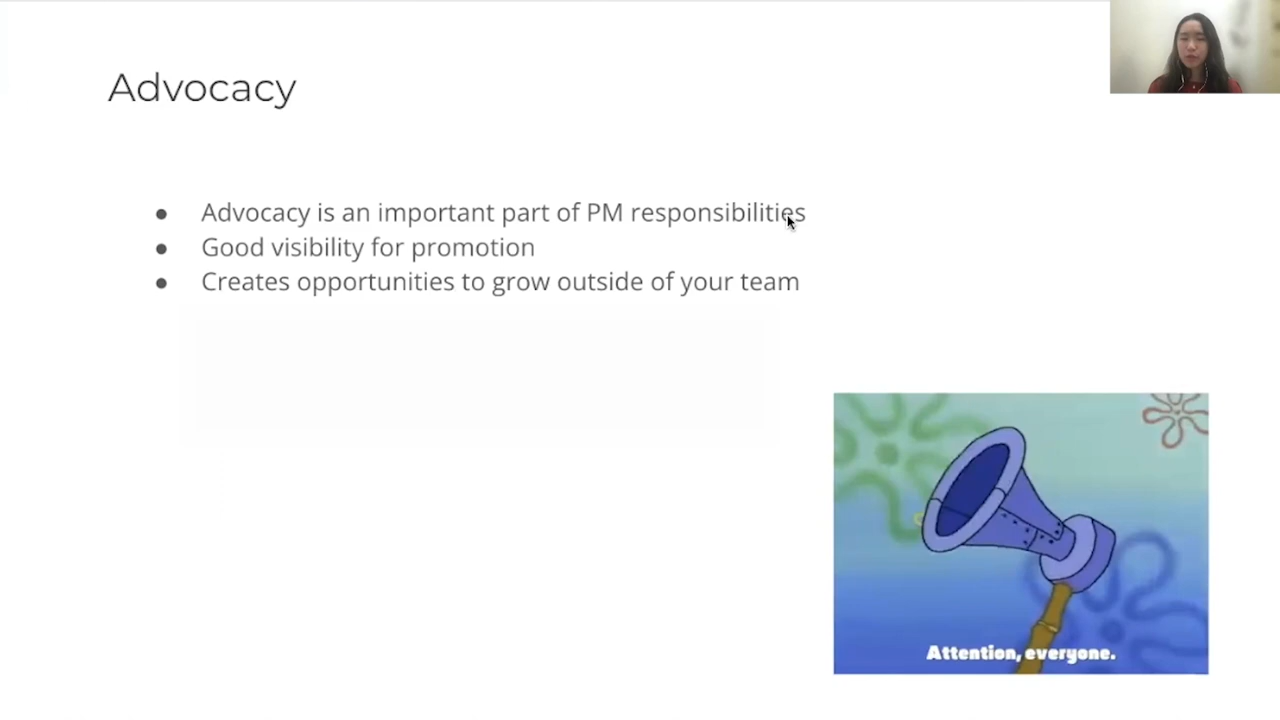 Advocacy
● Advocacy is an important part of PM responsibilities
● Good visibility for promotion
● Creates opportunities to grow outside of your team
Attention, everyone.